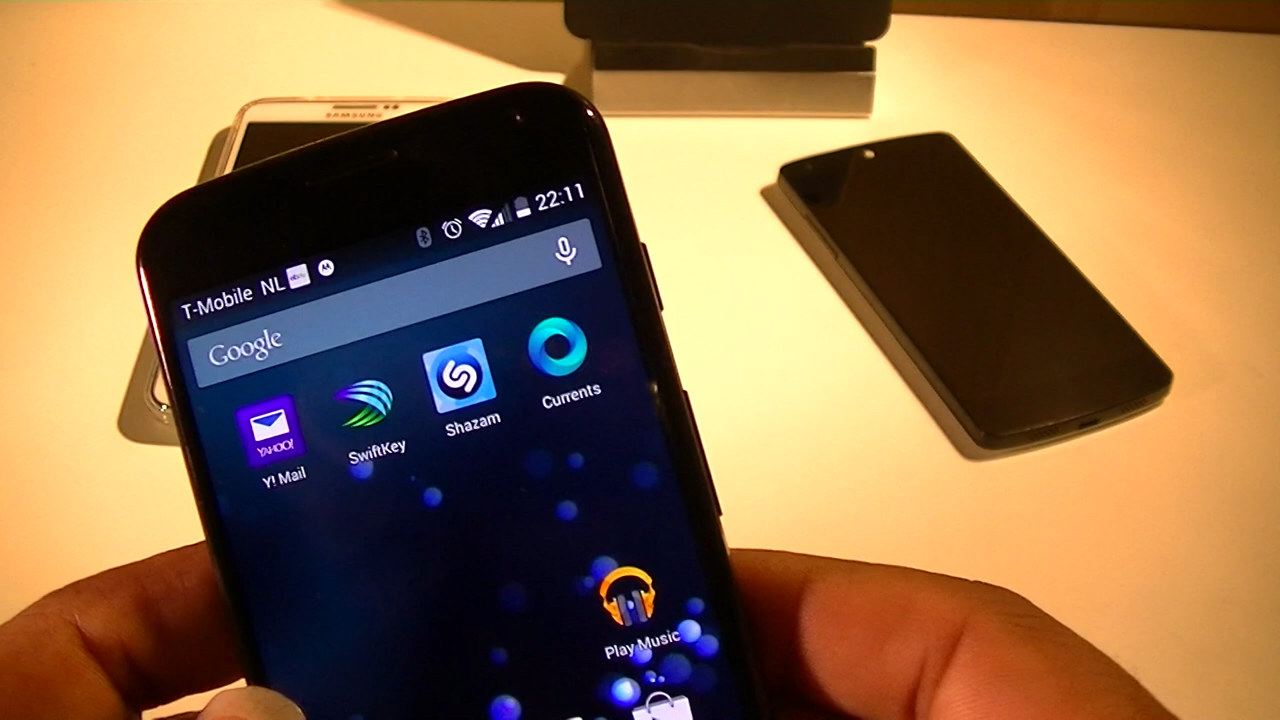 SAMSUNG
T-Mobile NL
22:11
Google
YAHOO!
Y! Mail
SwiftKey
Shazam
Currents
Play Music